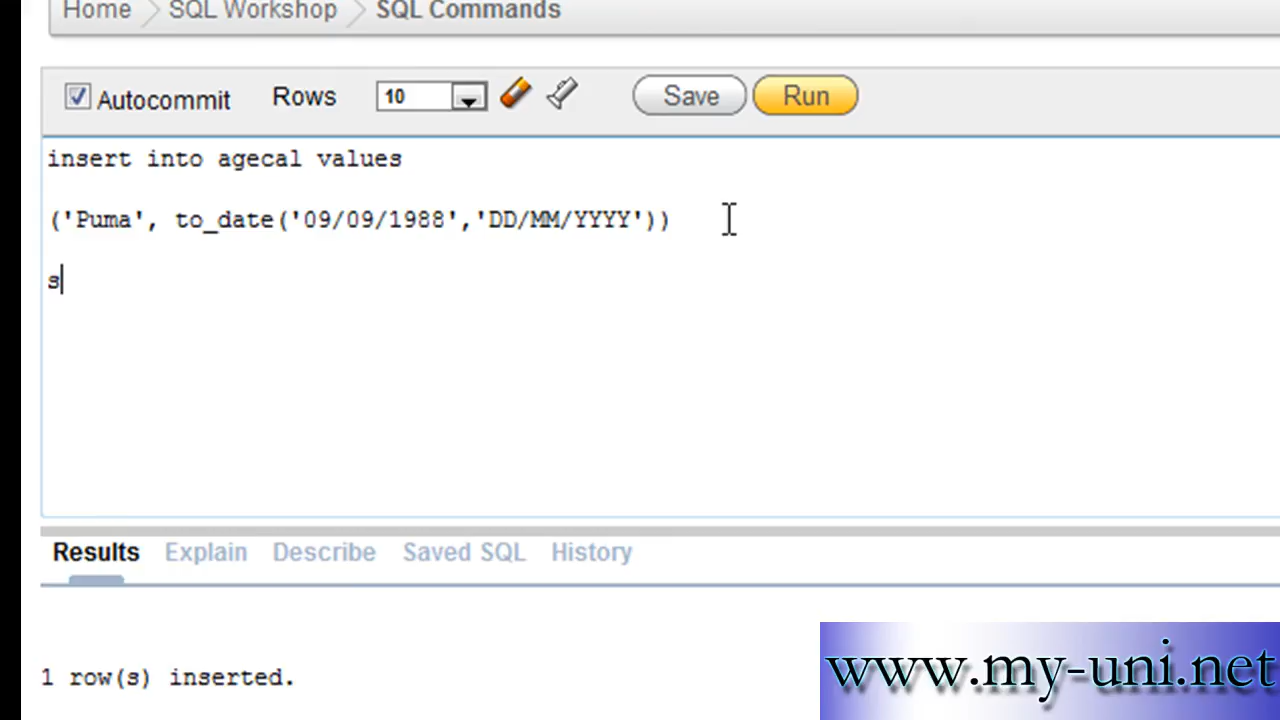 Home SQL Workshop SQL Commands
Autocommit Rows 10 Save Run
insert into agecal values
('Puma', to_date('09/09/1988','DD/MM/YYYY'))
s
Results Explain Describe Saved SQL History
1 row(s) inserted.
www.my-uni.net